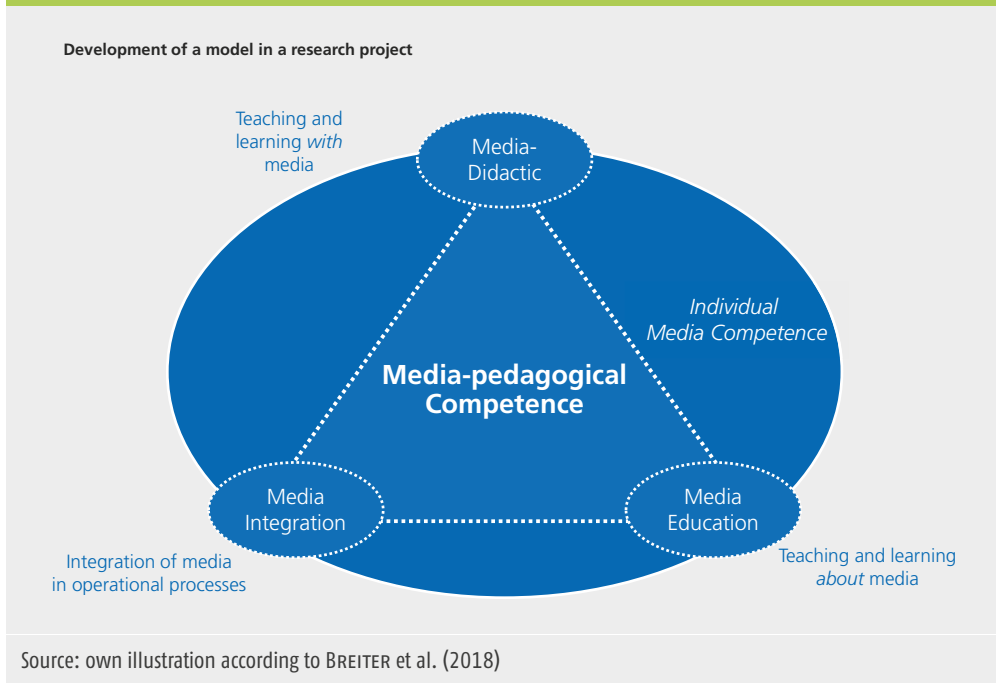 Development of a model in a research project
Teaching and
learning with
media
Media-
Didactic
Individual
Media Competence
Media-pedagogical
Competence
Media
Integration
Media
Education
Integration of media
in operational processes
Teaching and learning
about media
Source: own illustration according to BREITER et al. (2018)